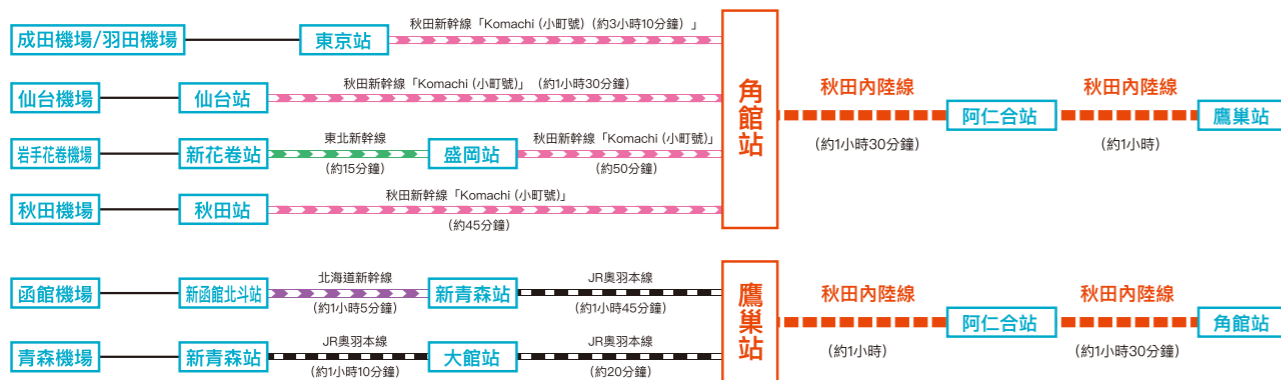 秋田新幹線「Komachi (小町號)（約3小時10分鐘）」
成田機場/羽田機場
東京站
秋田新幹線「Komachi (小町號)」（約1小時30分鐘）
仙台機場
仙台站
東北新幹線
秋田新幹線「Komachi (小町號)」
岩手花卷機場
新花卷站
盛岡站
（約15分鐘）
（約50分鐘）
秋田新幹線「Komachi (小町號)」
秋田機場
秋田站
（約45分鐘）
角館站
秋田內陸線
（約1小時30分鐘）
阿仁合站
秋田內陸線
（約1小時）
鷹巢站
北海道新幹線
JR奧羽本線
函館機場
新函館北斗站
新青森站
（約1小時5分鐘）
（約1小時45分鐘）
JR奧羽本線
JR奧羽本線
青森機場
新青森站
大館站
（約1小時10分鐘）
（約20分鐘）
鷹巢站
秋田內陸線
（約1小時）
阿仁合站
秋田內陸線
（約1小時30分鐘）
角館站